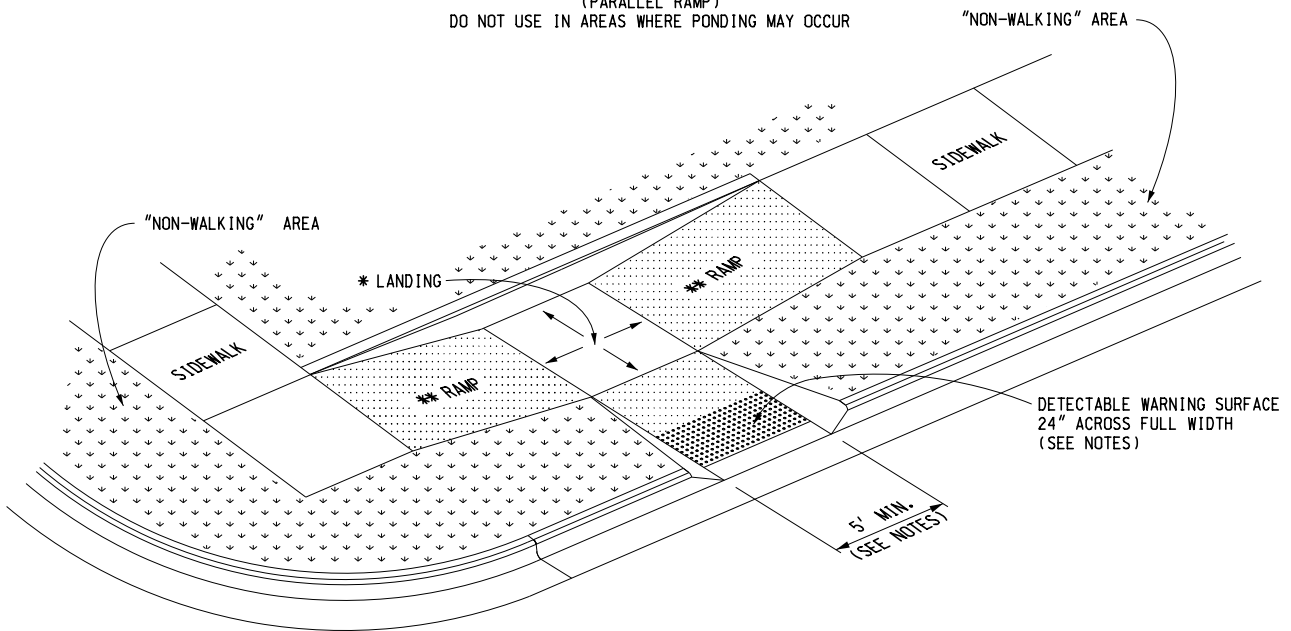 (PARALLEL RAMP)
DO NOT USE IN AREAS WHERE PONDING MAY OCCUR
"NON-WALKING" AREA
SIDEWALK
"NON-WALKING" AREA
** RAMP
* LANDING
SIDEWALK
** RAMP
DETECTABLE WARNING SURFACE
24" ACROSS FULL WIDTH
(SEE NOTES)
5' MIN.
(SEE NOTES)